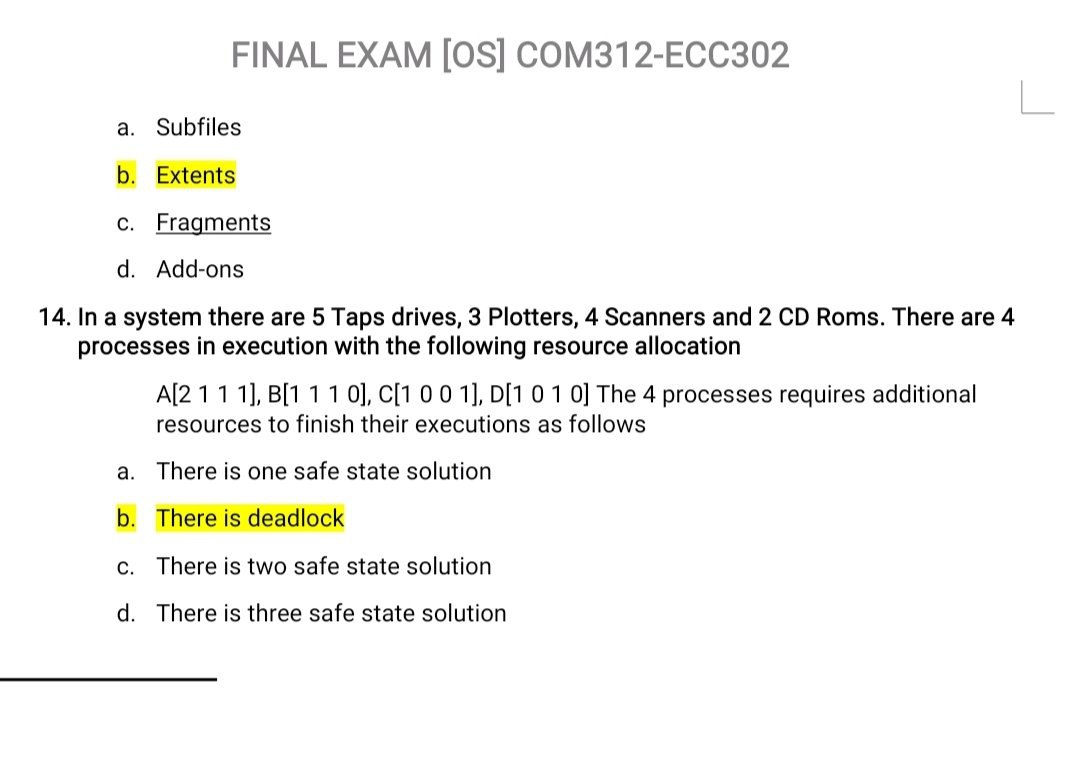 FINAL EXAM [OS] COM312-ECC302
a. Subfiles
b. Extents
c. Fragments
d. Add-ons
14. In a system there are 5 Taps drives, 3 Plotters, 4 Scanners and 2 CD Roms. There are 4
processes in execution with the following resource allocation
A[2 1 1 1], B[1 1 1 0], C[1 0 0 1], D[1 0 1 0] The 4 processes requires additional
resources to finish their executions as follows
a. There is one safe state solution
b. There is deadlock
c. There is two safe state solution
d. There is three safe state solution